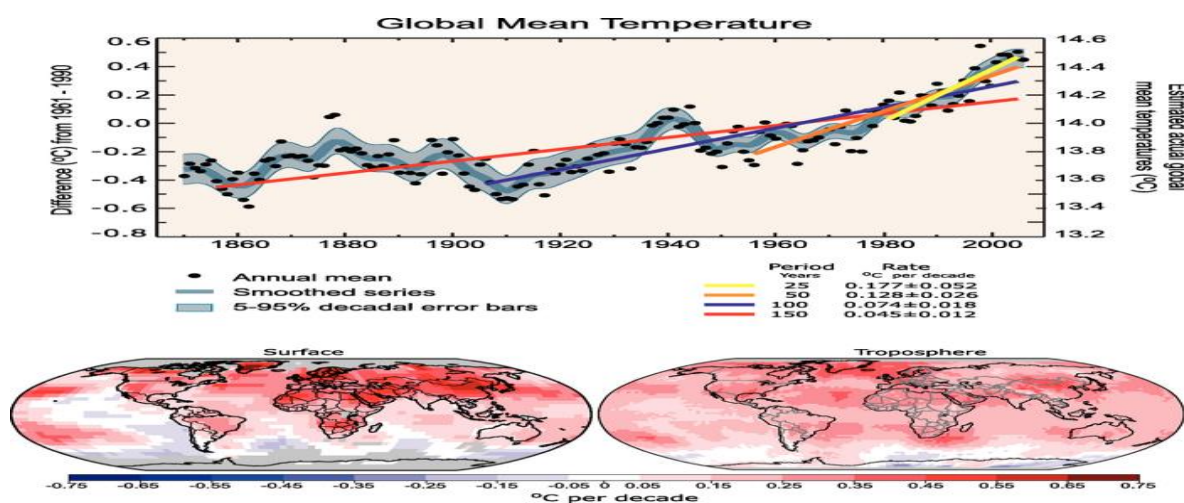 Global Mean Temperature
Difference (ºC) from 1961 - 1990
0.6
0.4
0.2
0.0
-0.2
-0.4
-0.6
-0.8
14.6
14.4
14.2
14.0
13.8
13.6
13.4
13.2
Estimated actual global
mean temperatures (ºC)
1860 1880 1900 1920 1940 1960 1980 2000
Annual mean
Smoothed series
5-95% decadal error bars
Period Rate
Years ºC per decade
25 0.177±0.052
50 0.128±0.026
100 0.074±0.018
150 0.045±0.012
Surface Troposphere
-0.75 -0.65 -0.55 -0.45 -0.35 -0.25 -0.15 0 0.05 0.15 0.25 0.35 0.45 0.55 0.65 0.75
ºC per decade